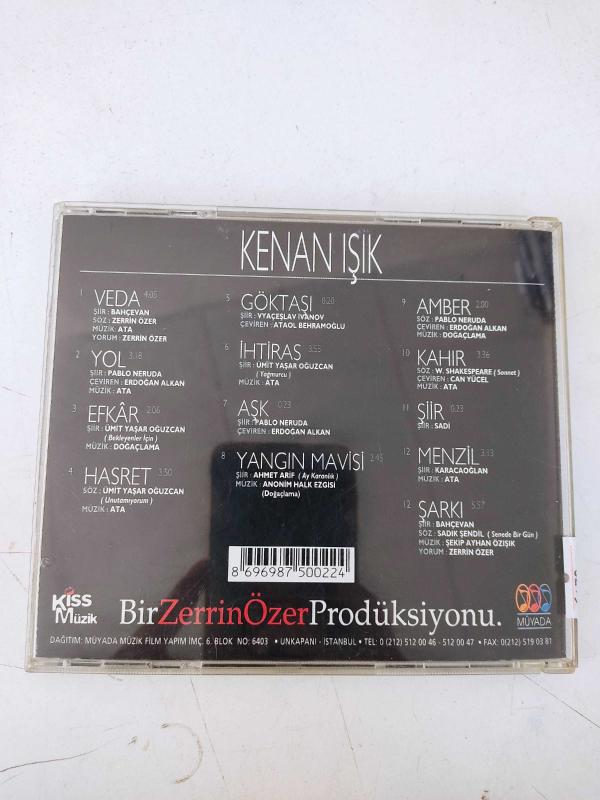 KENAN IŞIK
1 VEDA 4:05
ŞİİR : BAHÇEVAN
SÖZ : ZERRİN ÖZER
MÜZİK : ATA
YORUM : ZERRİN ÖZER
2 YOL 3:18
ŞİİR : PABLO NERUDA
ÇEVİREN : ERDOĞAN ALKAN
MÜZİK : ATA
3 EFKÂR 2:06
ŞİİR : ÜMİT YAŞAR OĞUZCAN
( Bekleyenler İçin )
MÜZİK : DOĞAÇLAMA
4 HASRET 3:50
SÖZ : ÜMİT YAŞAR OĞUZCAN
( Unutamıyorum )
MÜZİK : ATA
5 GÖKTAŞI 0:20
ŞİİR : VYAÇESLAV İVANOV
ÇEVİREN : ATAOL BEHRAMOĞLU
6 İHTİRAS 3:55
ŞİİR : ÜMİT YAŞAR OĞUZCAN
( Yağmurcu )
MÜZİK : ATA
7 AŞK 0:23
ŞİİR : PABLO NERUDA
ÇEVİREN : ERDOĞAN ALKAN
8 YANGIN MAVİSİ 2:45
ŞİİR : AHMET ARİF ( Ay Karanlık )
MÜZİK : ANONİM HALK EZGİSİ
(Doğaçlama)
9 AMBER 2:00
SÖZ : PABLO NERUDA
ÇEVİREN : ERDOĞAN ALKAN
MÜZİK : DOĞAÇLAMA
10 KAHIR 3:36
SÖZ : W. SHAKESPEARE ( Sonnet )
ÇEVİREN : CAN YÜCEL
MÜZİK : ATA
11 ŞİİR 0:23
ŞİİR : SADİ
12 MENZİL 3:13
ŞİİR : KARACAOĞLAN
MÜZİK : ATA
12 ŞARKI 5:57
ŞİİR : BAHÇEVAN
SÖZ : SADIK ŞENDİL ( Senede Bir Gün )
MÜZİK : ŞEKİP AYHAN ÖZIŞIK
YORUM : ZERRİN ÖZER
8 696987 500224
Kiss Müzik
BirZerrinÖzerProdüksiyonu.
MÜYADA
DAĞITIM: MÜYADA MÜZİK FİLM YAPIM İMÇ. 6. BLOK NO: 6403 • UNKAPANI - İSTANBUL • TEL: 0 (212) 512 00 46 - 512 00 47 • FAX: 0(212) 519 03 81